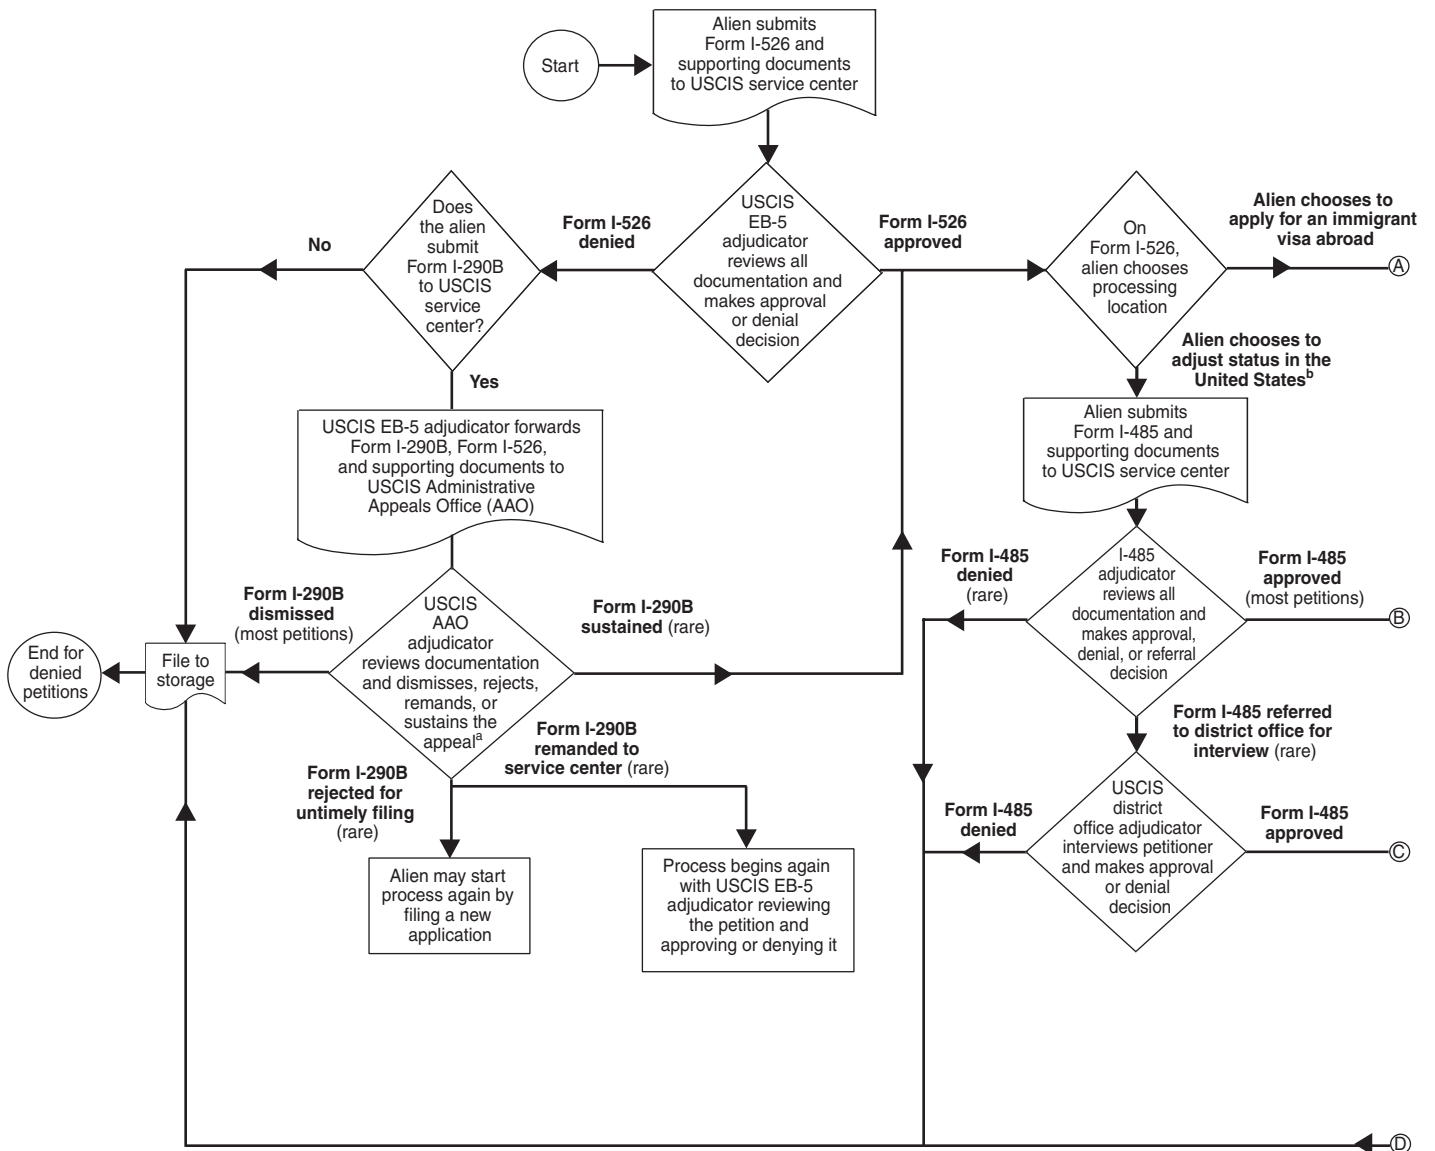 Start
Alien submits
Form I-526 and
supporting documents
to USCIS service center
Does
the alien
submit
Form I-290B
to USCIS
service
center?
No
Yes
Form I-526
denied
USCIS
EB-5
adjudicator
reviews all
documentation and
makes approval
or denial
decision
Form I-526
approved
On
Form I-526,
alien chooses
processing
location
Alien chooses to
apply for an immigrant
visa abroad
A
Alien chooses to
adjust status in the
United Statesb
USCIS EB-5 adjudicator forwards
Form I-290B, Form I-526,
and supporting documents to
USCIS Administrative
Appeals Office (AAO)
Alien submits
Form I-485 and
supporting documents
to USCIS service center
Form I-290B
dismissed
(most petitions)
USCIS
AAO
adjudicator
reviews documentation
and dismisses, rejects,
remands, or
sustains the
appeala
Form I-290B
sustained (rare)
Form I-485
denied
(rare)
I-485
adjudicator
reviews all
documentation and
makes approval,
denial, or referral
decision
Form I-485
approved
(most petitions)
B
End for
denied
petitions
File to
storage
Form I-290B
rejected for
untimely filing
(rare)
Form I-290B
remanded to
service center (rare)
Form I-485 referred
to district office for
interview (rare)
Alien may start
process again by
filing a new
application
Process begins again
with USCIS EB-5
adjudicator reviewing
the petition and
approving or denying it
Form I-485
denied
USCIS
district
office adjudicator
interviews petitioner
and makes approval
or denial
decision
Form I-485
approved
C
D